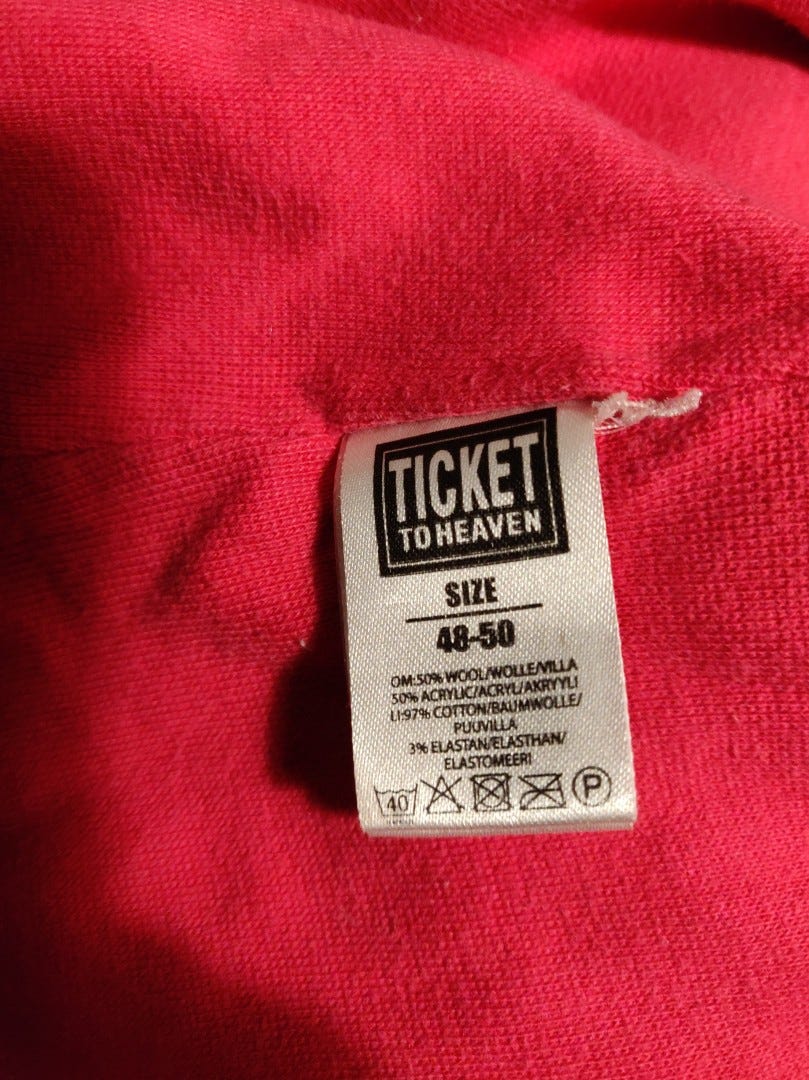 TICKET
TO HEAVEN
SIZE
48-50
OM:50% WOOL/WOLLE/VILLA
50% ACRYLIC/ACRYL/AKRYYLI
LI:97% COTTON/BAUMWOLLE/
PUUVILLA
3% ELASTAN/ELASTHAN/
ELASTOMEERI
40 P